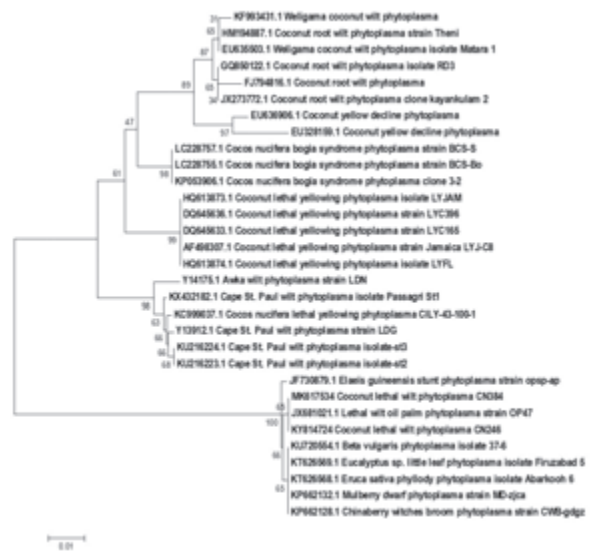 KF993431.1 Weligama coconut wilt phytoplasma
HM194887.1 Coconut root wilt phytoplasma strain Theni
EU635503.1 Weligama coconut wilt phytoplasma isolate Matara 1
GQ850122.1 Coconut root wilt phytoplasma isolate RD3
FJ794816.1 Coconut root wilt phytoplasma
JX273772.1 Coconut root wilt phytoplasma clone kayankulam 2
EU636906.1 Coconut yellow decline phytoplasma
EU328159.1 Coconut yellow decline phytoplasma
LC228757.1 Cocos nucifera bogia syndrome phytoplasma strain BCS-S
LC228755.1 Cocos nucifera bogia syndrome phytoplasma strain BCS-Bo
KP053906.1 Cocos nucifera bogia syndrome phytoplasma clone 3-2
HQ613873.1 Coconut lethal yellowing phytoplasma isolate LYJAM
DQ645636.1 Coconut lethal yellowing phytoplasma strain LYC396
DQ645633.1 Coconut lethal yellowing phytoplasma strain LYC165
AF498307.1 Coconut lethal yellowing phytoplasma strain Jamaica LYJ-C8
HQ613874.1 Coconut lethal yellowing phytoplasma isolate LYFL
Y14175.1 Awka wilt phytoplasma strain LDN
KX432182.1 Cape St. Paul wilt phytoplasma isolate Passagri St1
KC999037.1 Cocos nucifera lethal yellowing phytoplasma CILY-43-100-1
Y13912.1 Cape St. Paul wilt phytoplasma strain LDG
KU216224.1 Cape St. Paul wilt phytoplasma isolate-st3
KU216223.1 Cape St. Paul wilt phytoplasma isolate-st2
JF730879.1 Elaeis guineensis stunt phytoplasma strain opsp-ap
MK617534 Coconut lethal wilt phytoplasma CN384
JX681021.1 Lethal wilt oil palm phytoplasma strain OP47
KY814724 Coconut lethal wilt phytoplasma CN246
KU720554.1 Beta vulgaris phytoplasma isolate 37-6
KT626569.1 Eucalyptus sp. little leaf phytoplasma isolate Firuzabad 5
KT626568.1 Eruca sativa phyllody phytoplasma isolate Abarkooh 6
KP662132.1 Mulberry dwarf phytoplasma strain MD-zjca
KP662128.1 Chinaberry witches broom phytoplasma strain CWB-gdgz
87
89
97
47
98
61
99
98
63
66
66
100
66
0.01